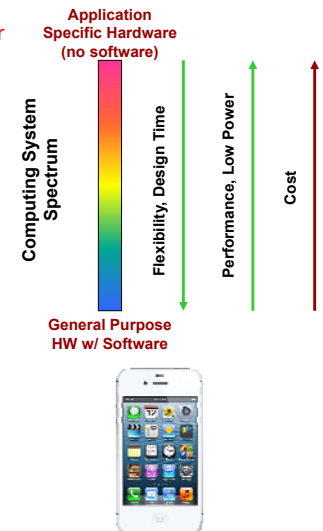 Application
r
Specific Hardware
(no software)
Computing System
Spectrum
Flexibility, Design Time
Performance, Low Power
Cost
General Purpose
HW w/ Software